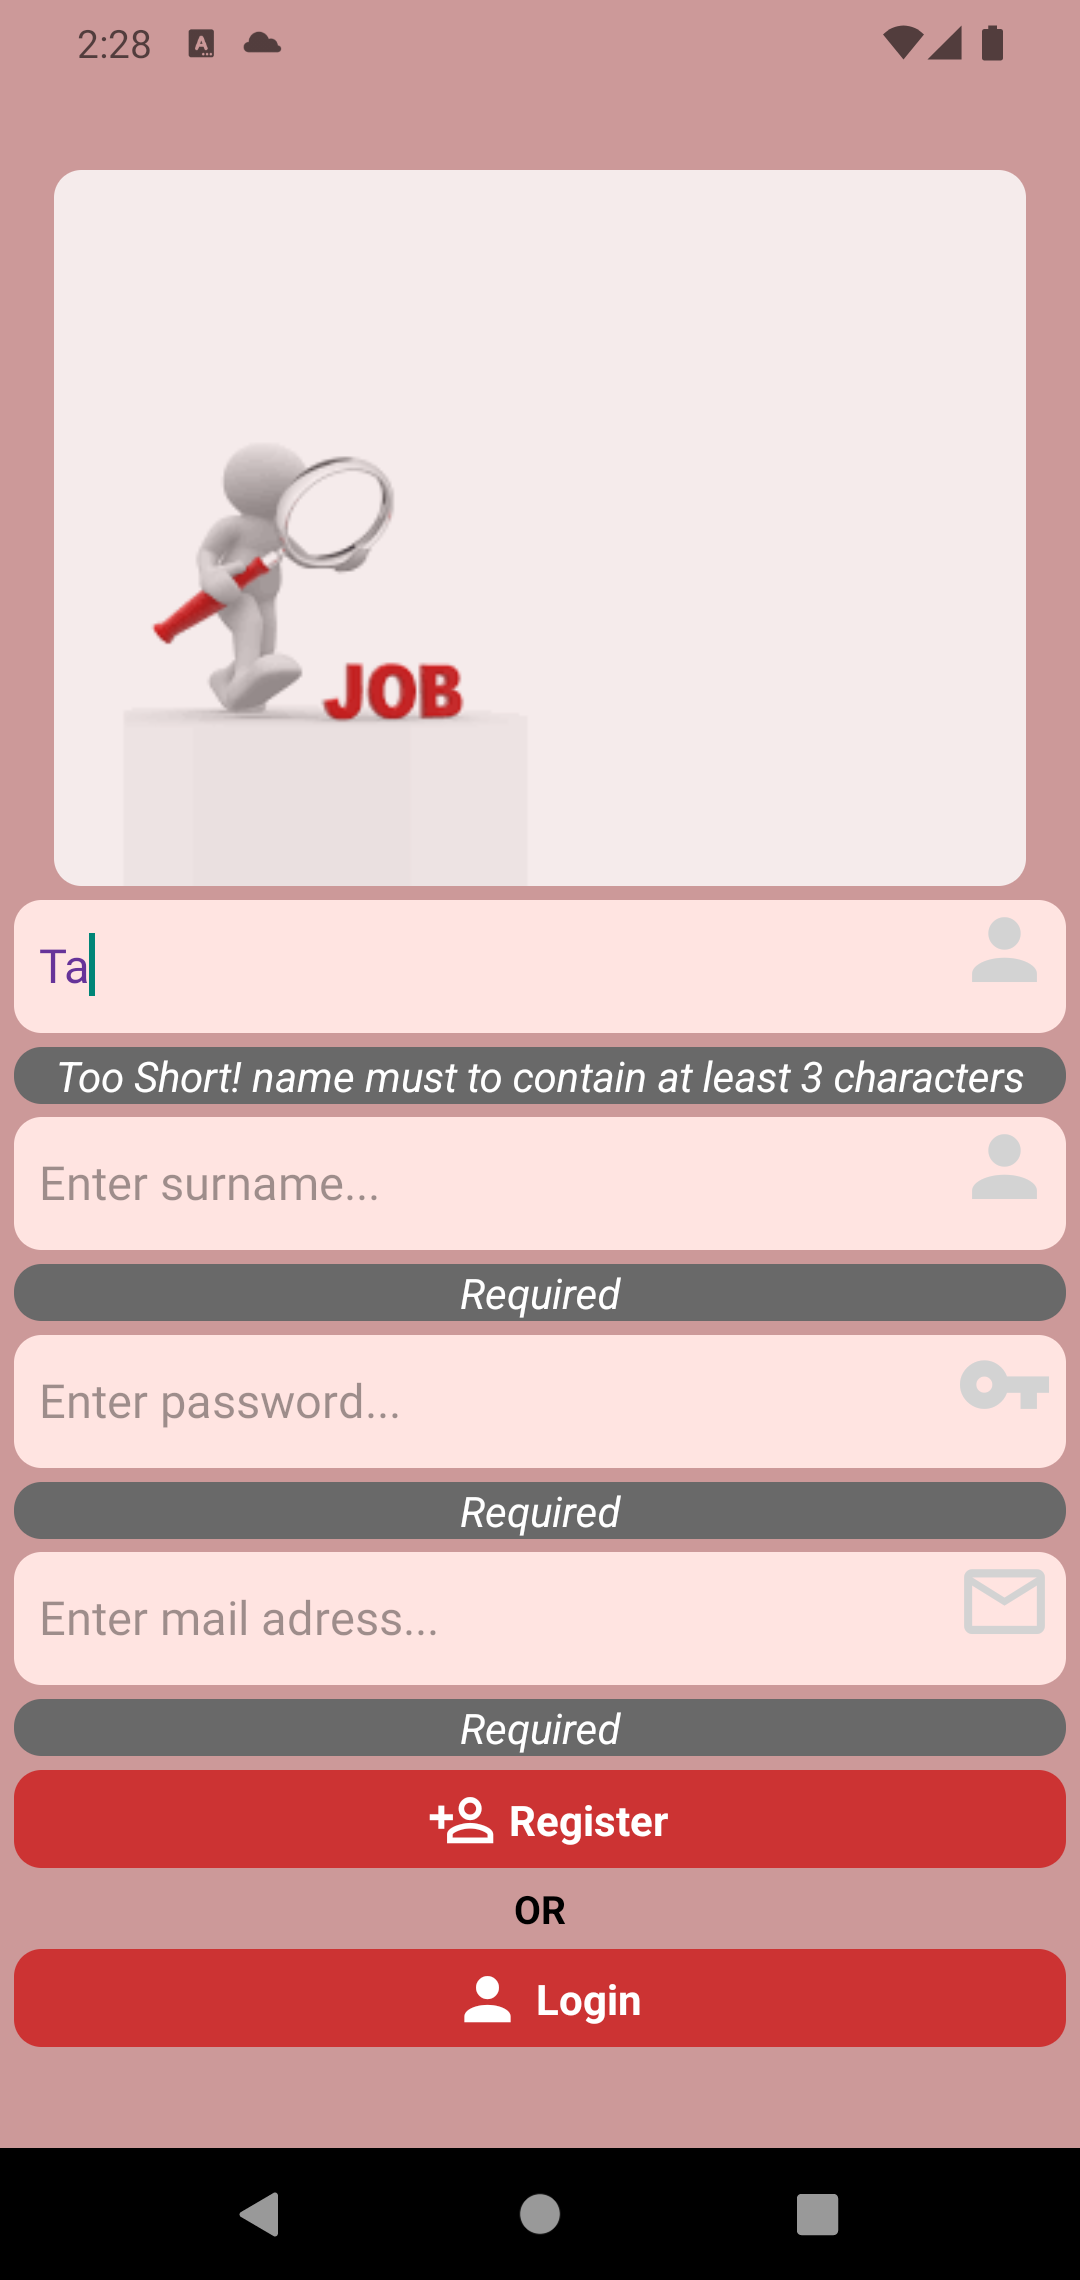 2:28
JOB
Ta
Too Short! name must to contain at least 3 characters
Enter surname...
Required
Enter password...
Required
Enter mail adress...
Required
Register
OR
Login